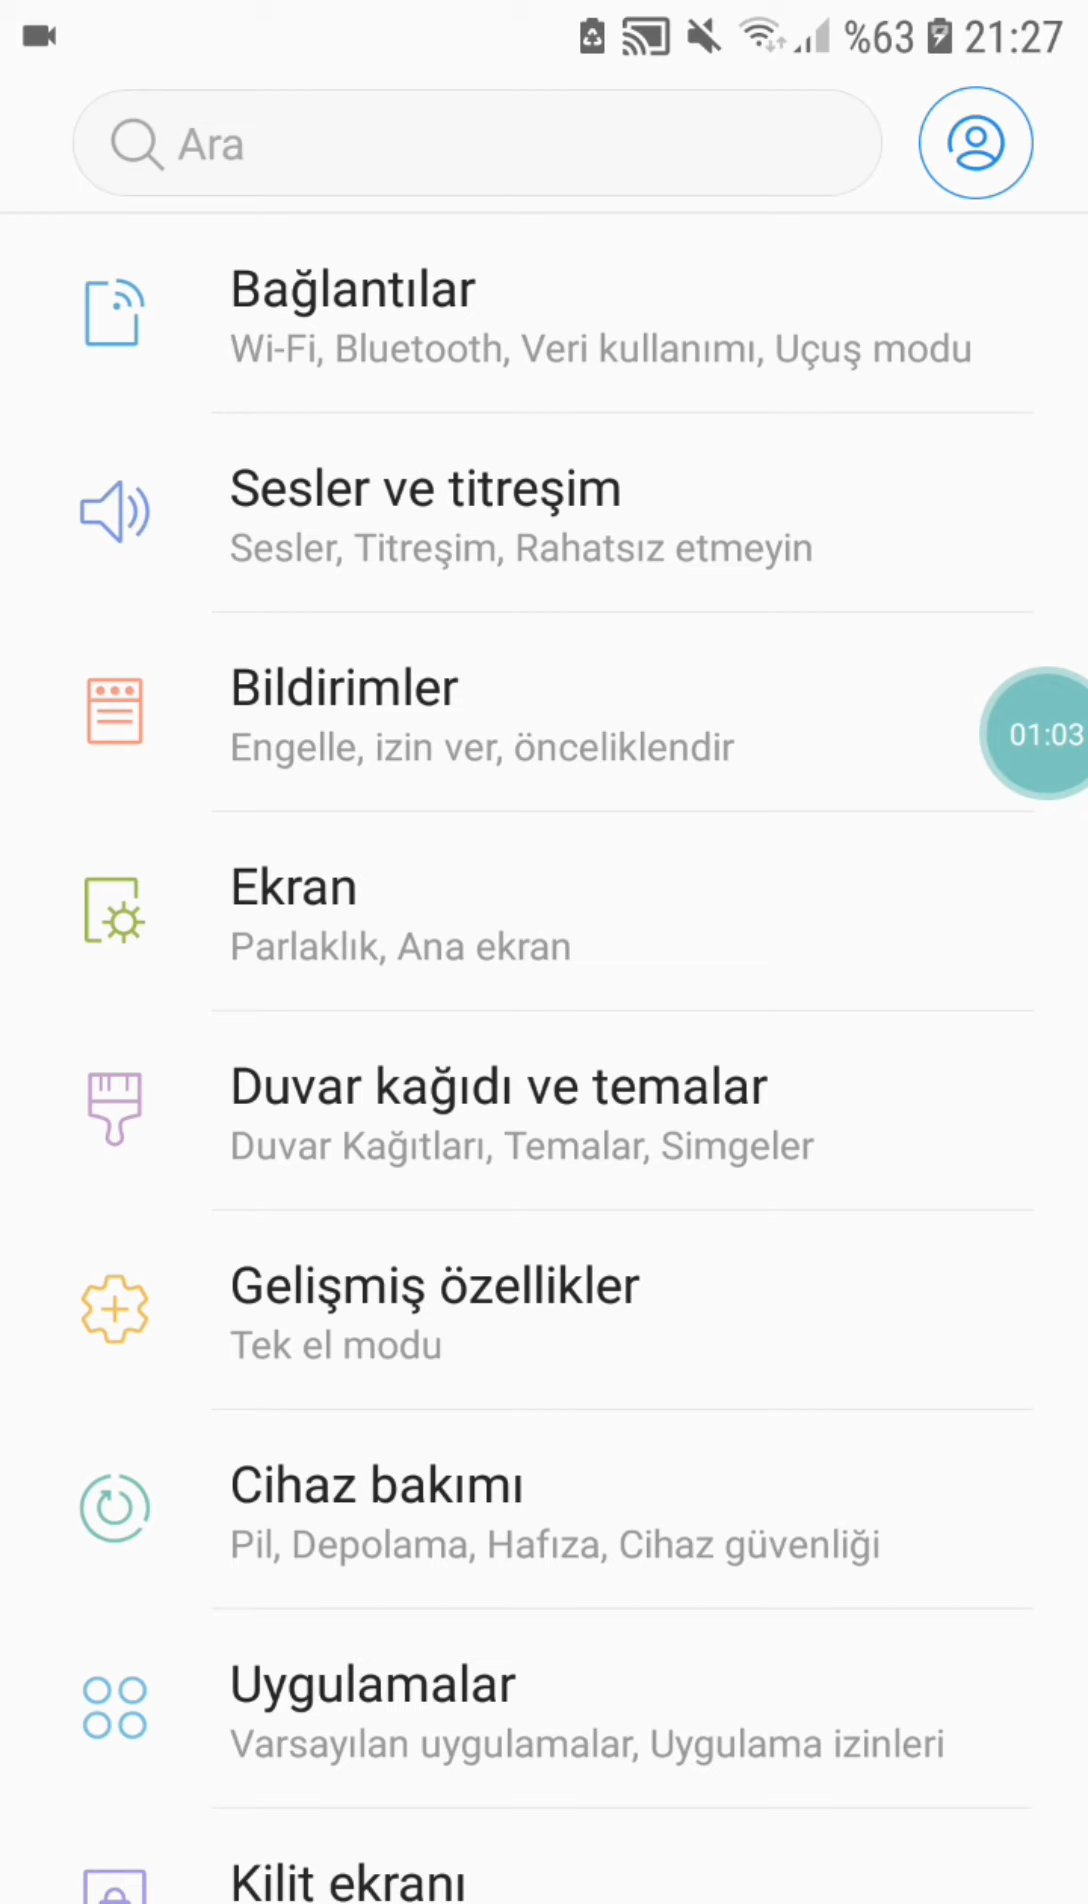 %63 21:27
Ara
Bağlantılar
Wi-Fi, Bluetooth, Veri kullanımı, Uçuş modu
Sesler ve titreşim
Sesler, Titreşim, Rahatsız etmeyin
Bildirimler
Engelle, izin ver, önceliklendir
01:03
Ekran
Parlaklık, Ana ekran
Duvar kağıdı ve temalar
Duvar Kağıtları, Temalar, Simgeler
Gelişmiş özellikler
Tek el modu
Cihaz bakımı
Pil, Depolama, Hafıza, Cihaz güvenliği
Uygulamalar
Varsayılan uygulamalar, Uygulama izinleri
Kilit ekranı